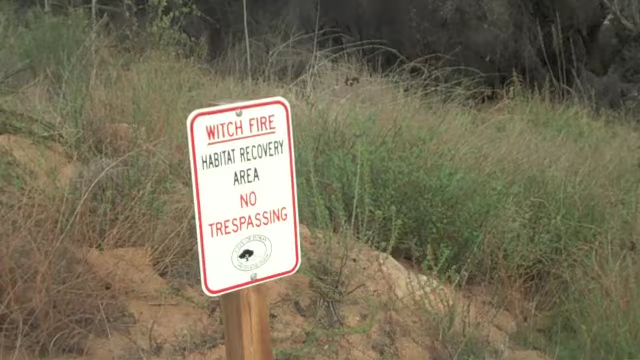 WITCH FIRE
HABITAT RECOVERY
AREA
NO
TRESPASSING